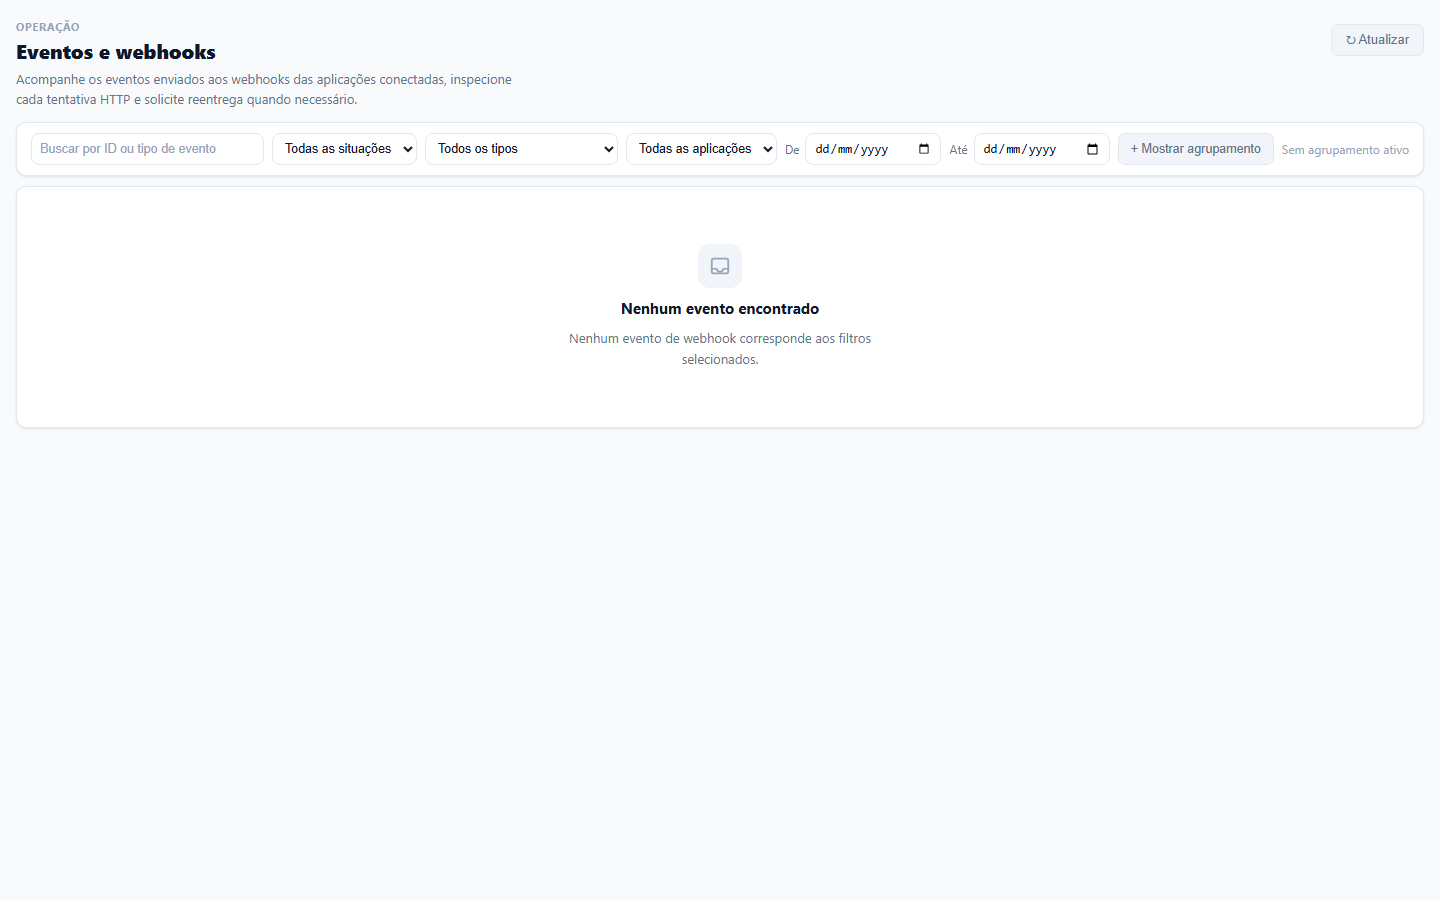 OPERAÇÃO
Eventos e webhooks
↻ Atualizar
Acompanhe os eventos enviados aos webhooks das aplicações conectadas, inspecione
cada tentativa HTTP e solicite reentrega quando necessário.
Buscar por ID ou tipo de evento
Todas as situações
Todos os tipos
Todas as aplicações
De
dd/mm/yyyy
Até
dd/mm/yyyy
+ Mostrar agrupamento
Sem agrupamento ativo
Nenhum evento encontrado
Nenhum evento de webhook corresponde aos filtros
selecionados.